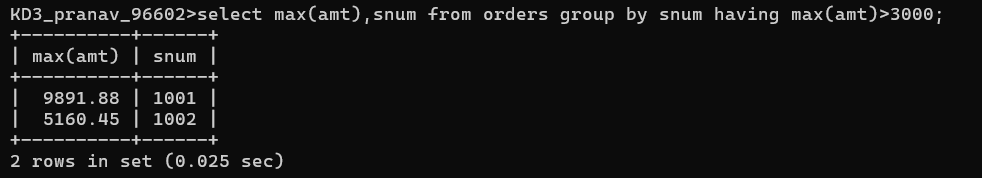 KD3_pranav_96602>select max(amt),snum from orders group by snum having max(amt)>3000;
+----------+------+
| max(amt) | snum |
+----------+------+
|  9891.88 | 1001 |
|  5160.45 | 1002 |
+----------+------+
2 rows in set (0.025 sec)